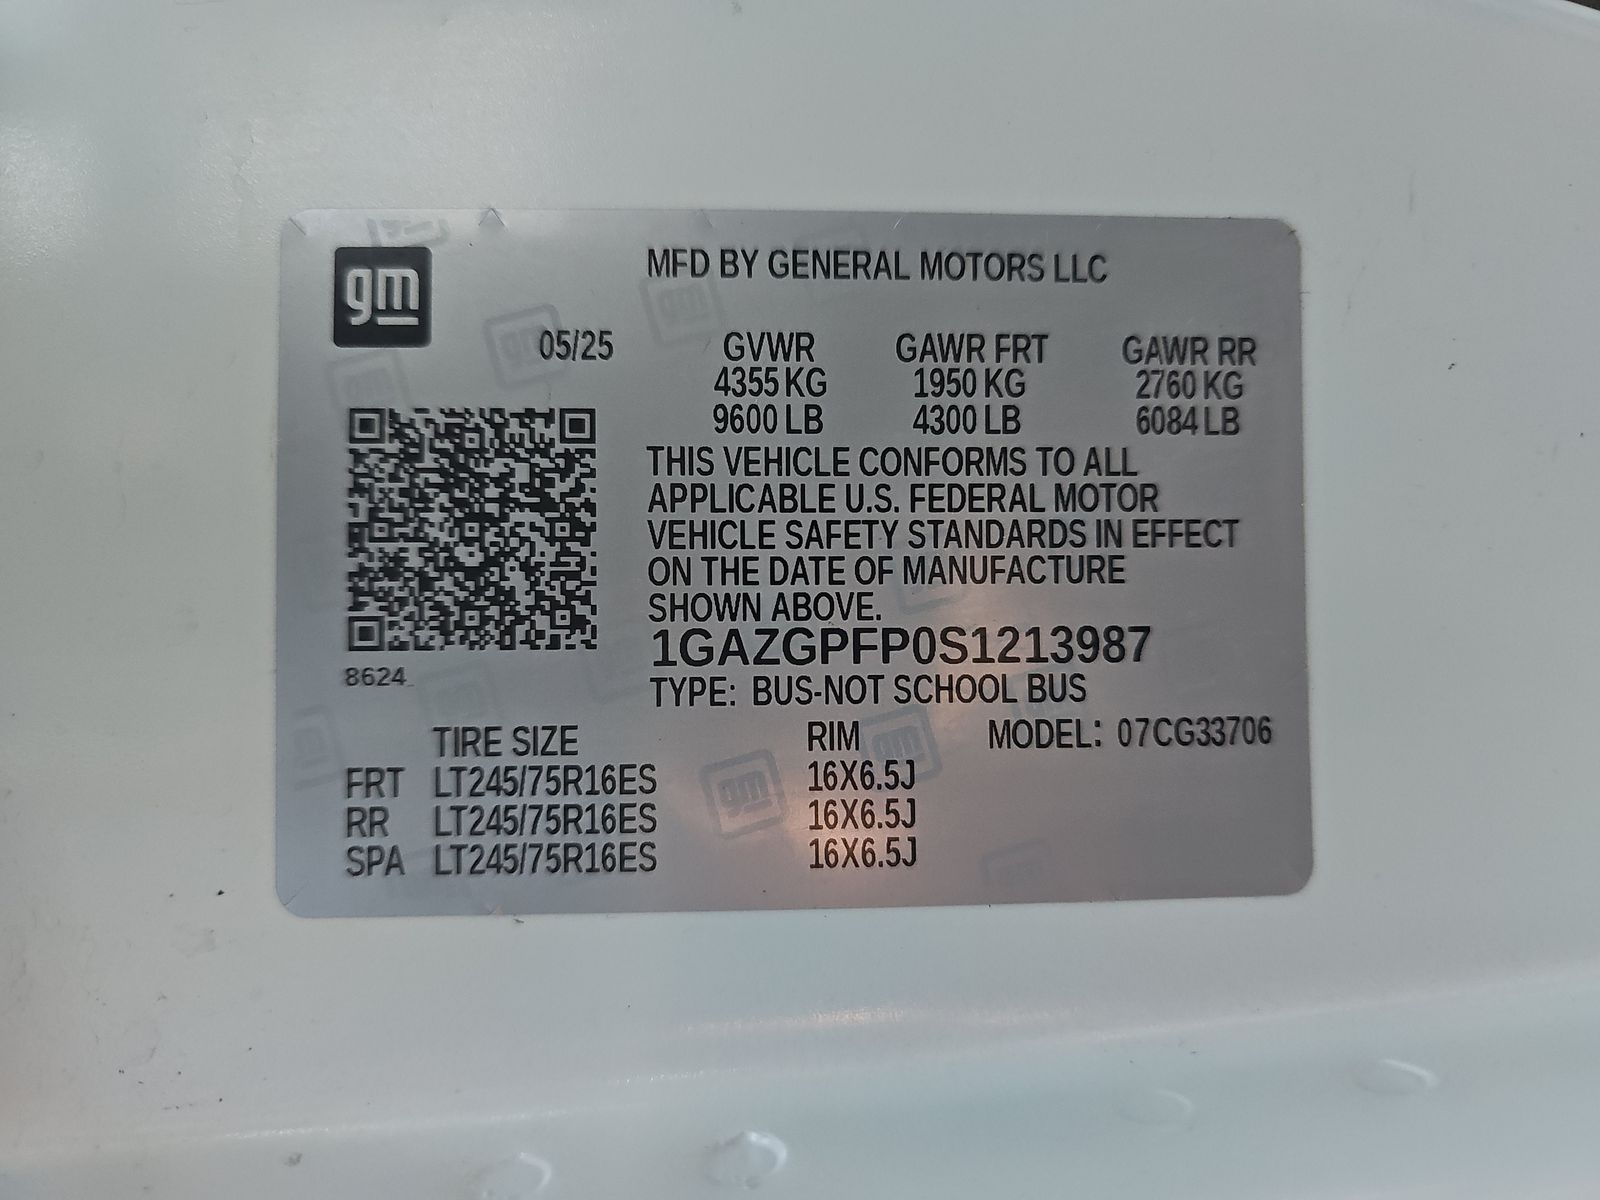 gm
MFD BY GENERAL MOTORS LLC
05/25 GVWR GAWR FRT GAWR RR
4355 KG 1950 KG 2760 KG
9600 LB 4300 LB 6084 LB
THIS VEHICLE CONFORMS TO ALL
APPLICABLE U.S. FEDERAL MOTOR
VEHICLE SAFETY STANDARDS IN EFFECT
ON THE DATE OF MANUFACTURE
SHOWN ABOVE.
1GAZGPFP0S1213987
8624
TYPE: BUS-NOT SCHOOL BUS
TIRE SIZE RIM MODEL: 07CG33706
FRT LT245/75R16ES 16X6.5J
RR LT245/75R16ES 16X6.5J
SPA LT245/75R16ES 16X6.5J